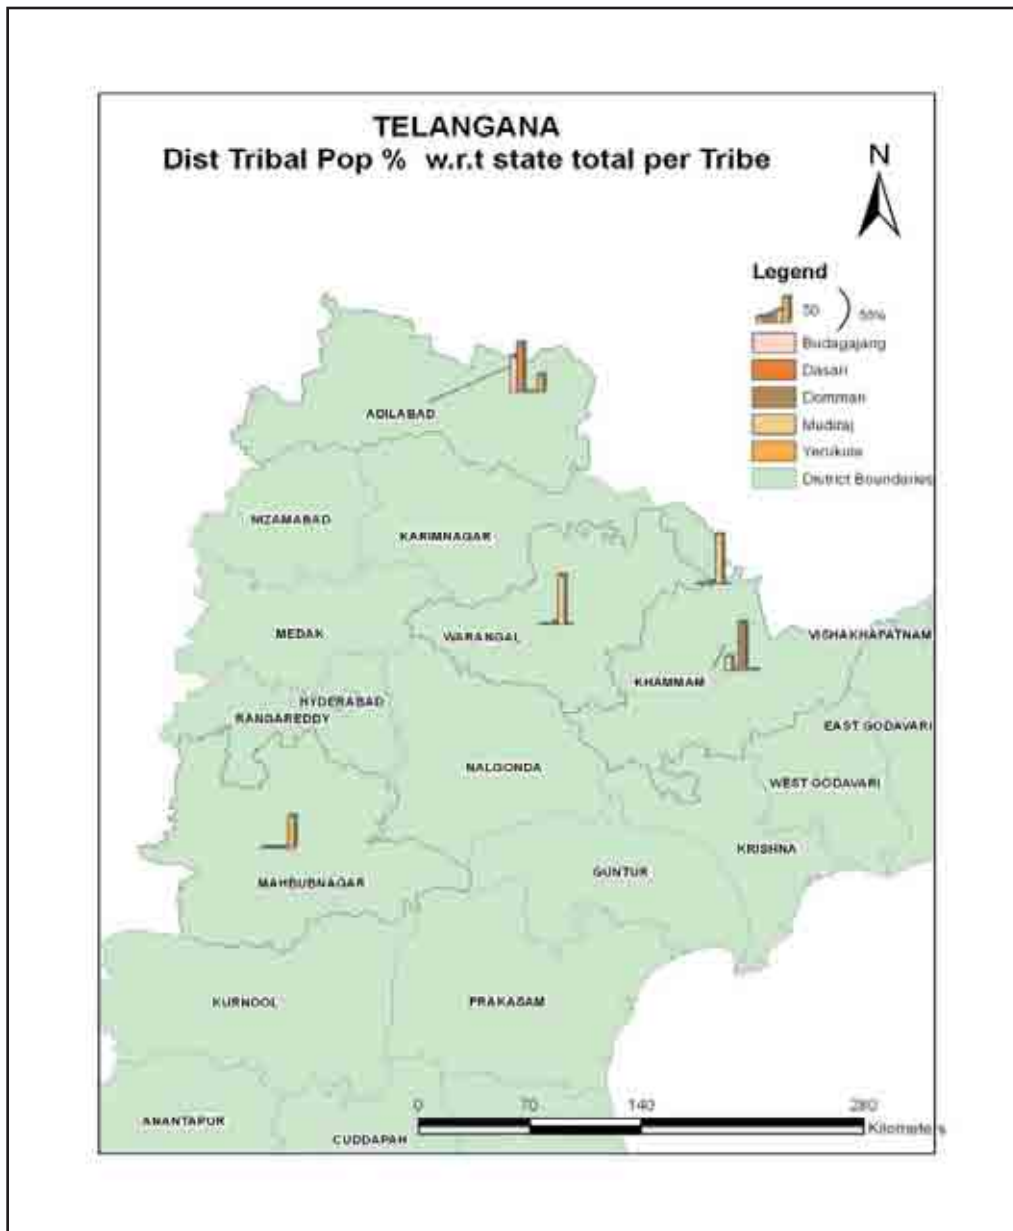 TELANGANA
Dist Tribal Pop % w.r.t state total per Tribe
N
Legend
50
Budagajang
Dasari
Domman
Mudiraj
Yerukula
District Boundaries
ADILABAD
NIZAMABAD
KARIMNAGAR
MEDAK
WARANGAL
VISHAKHAPATNAM
KHAMMAM
HYDERABAD
RANGAREDDY
EAST GODAVARI
NALGONDA
WEST GODAVARI
KRISHNA
GUNTUR
MAHBUBNAGAR
KURNOOL
PRAKASAM
0 70 140 280
Kilometers
ANANTAPUR
CUDDAPAH